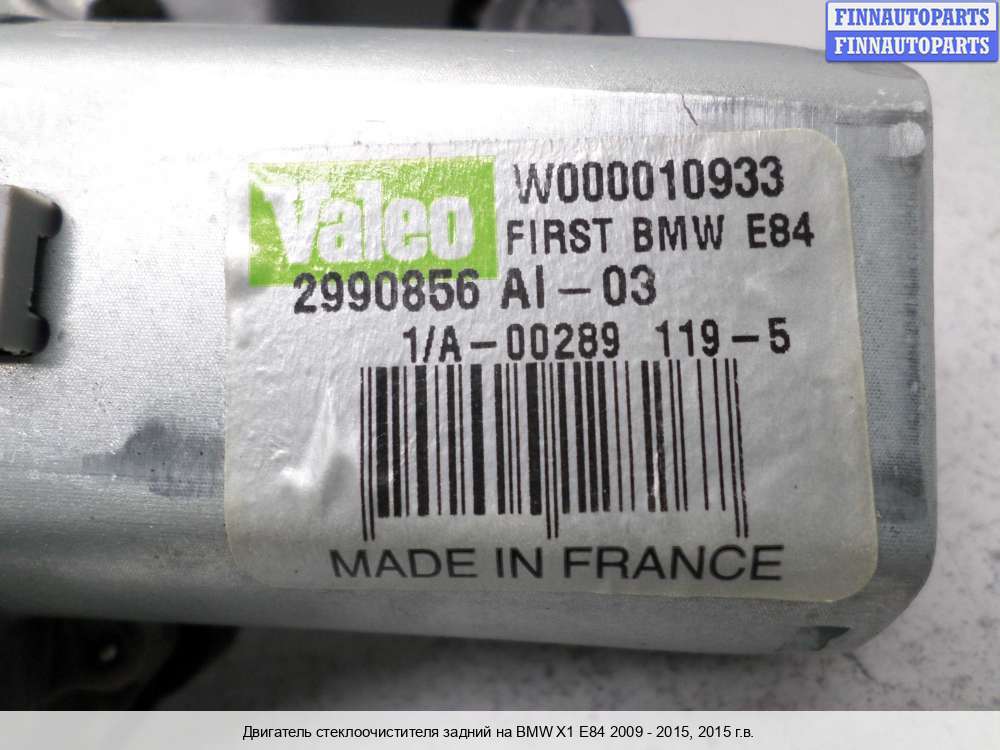 FINNAUTOPARTS
FINNAUTOPARTS
Valeo
W000010933
FIRST BMW E84
2990856 AI-03
1/A-00289 119-5
MADE IN FRANCE
Двигатель стеклоочистителя задний на BMW X1 E84 2009 - 2015, 2015 г.в.